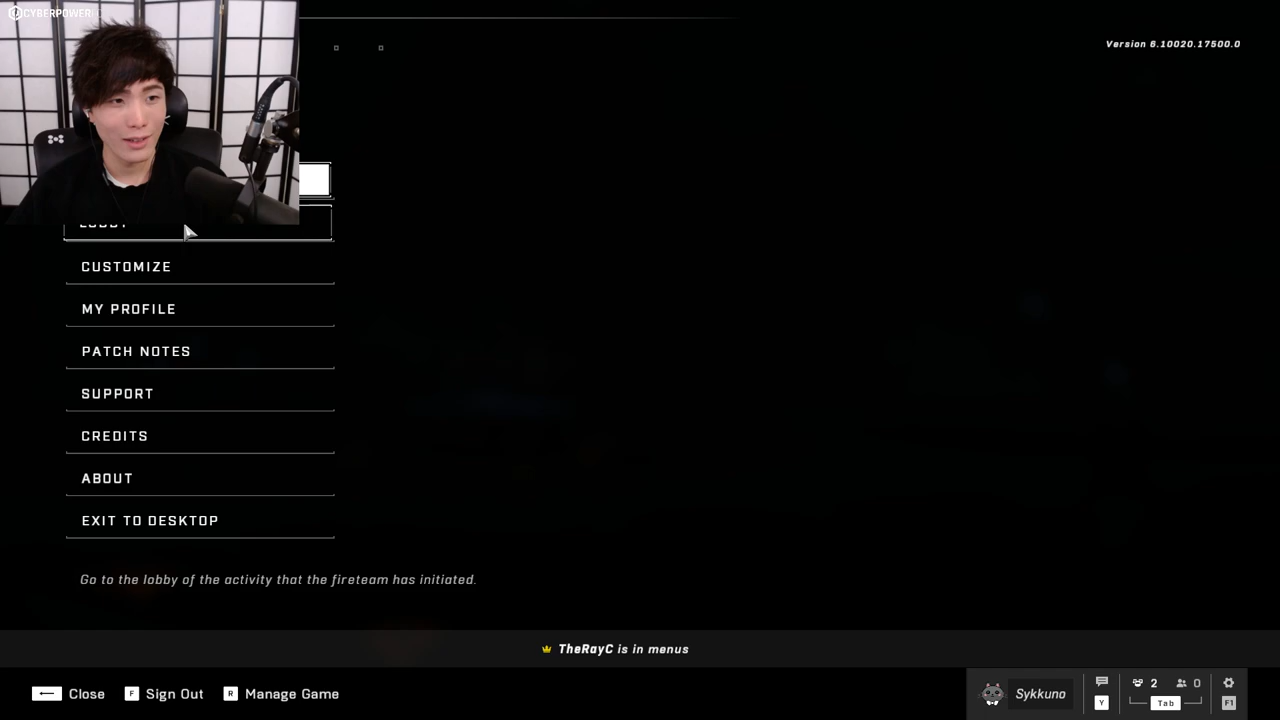 CYBERPOWERPC
Version 6.10020.17500.0
LOBBY
CUSTOMIZE
MY PROFILE
PATCH NOTES
SUPPORT
CREDITS
ABOUT
EXIT TO DESKTOP
Go to the lobby of the activity that the fireteam has initiated.
TheRayC is in menus
Close F Sign Out R Manage Game
Sykkuno
Y
2
0
Tab
F1